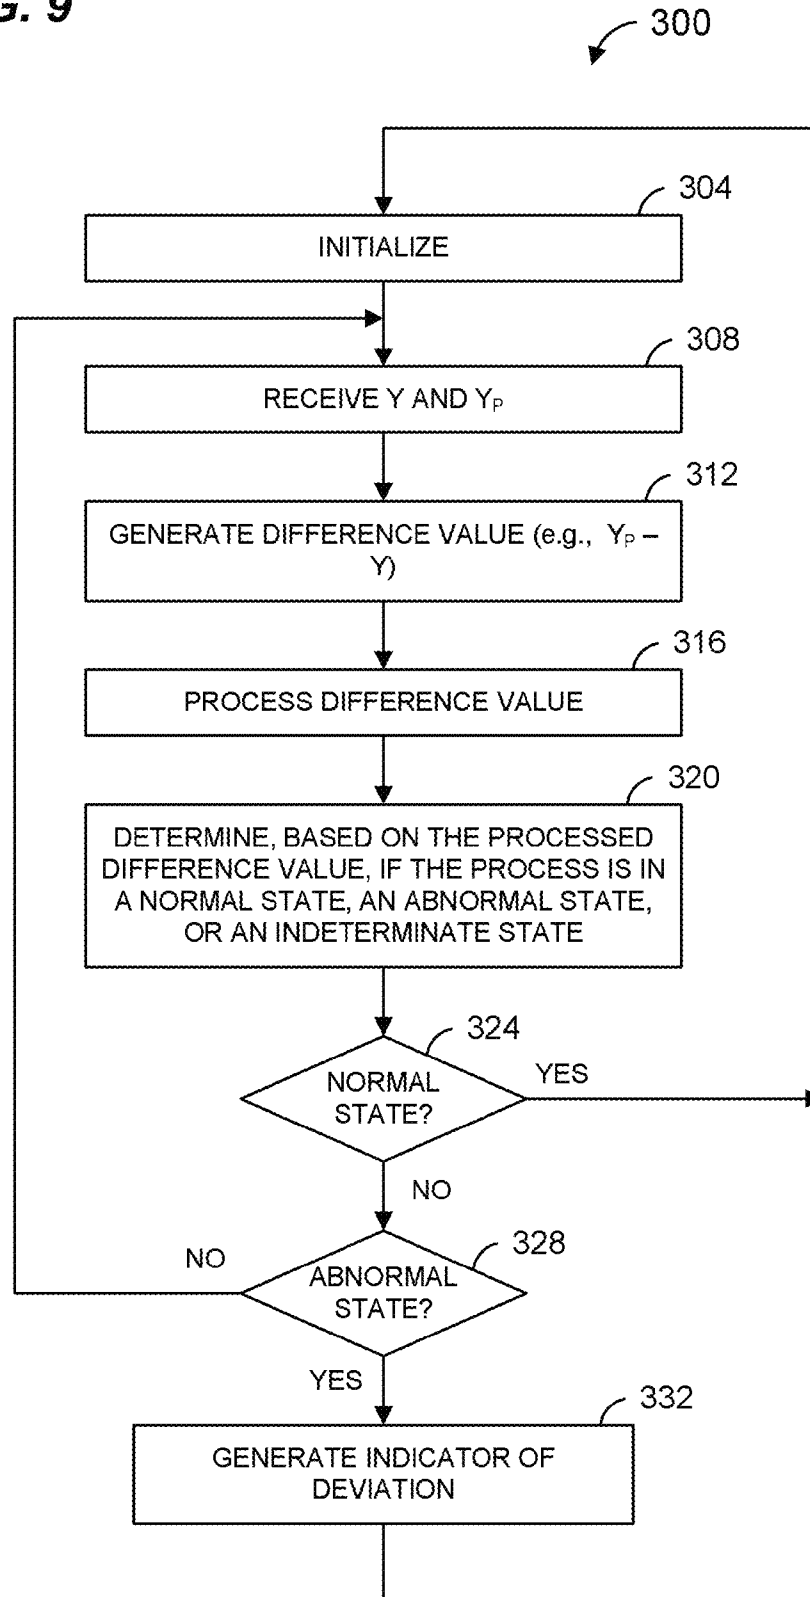 G. 9
300
304
INITIALIZE
308
RECEIVE Y AND YP
312
GENERATE DIFFERENCE VALUE (e.g., YP –
Y)
316
PROCESS DIFFERENCE VALUE
320
DETERMINE, BASED ON THE PROCESSED
DIFFERENCE VALUE, IF THE PROCESS IS IN
A NORMAL STATE, AN ABNORMAL STATE,
OR AN INDETERMINATE STATE
324
NORMAL
STATE?
YES
NO
328
NO
ABNORMAL
STATE?
YES
332
GENERATE INDICATOR OF
DEVIATION